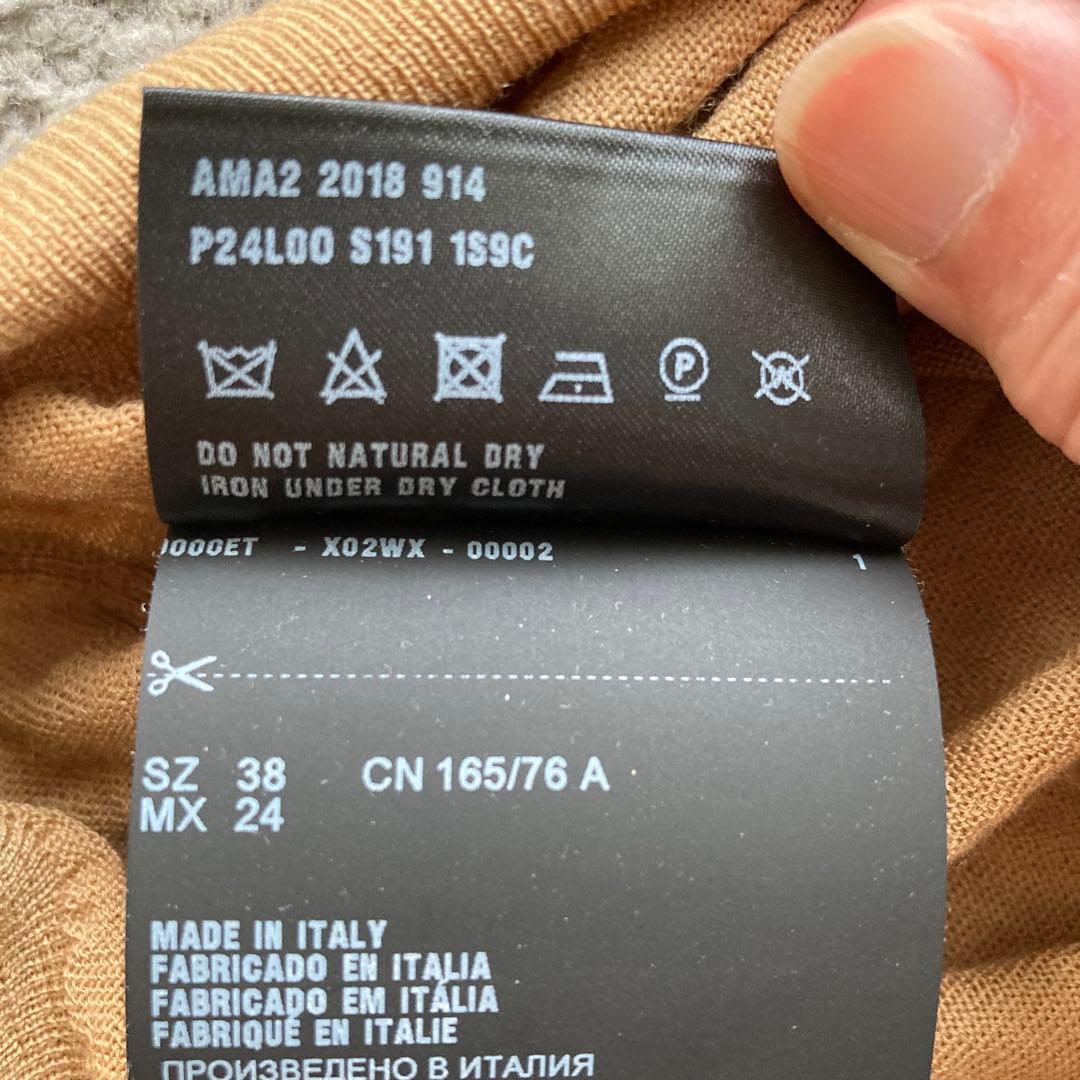 AMA2 2018 914
P24L00 S191 1S9C
P
W
DO NOT NATURAL DRY
IRON UNDER DRY CLOTH
000ET - X02WX - 00002
1
SZ 38 CN 165/76 A
MX 24
MADE IN ITALY
FABRICADO EN ITALIA
FABRICADO EM ITÁLIA
FABRIQUÉ EN ITALIE
ПРОИЗВЕДЕНО В ИТАЛИЯ